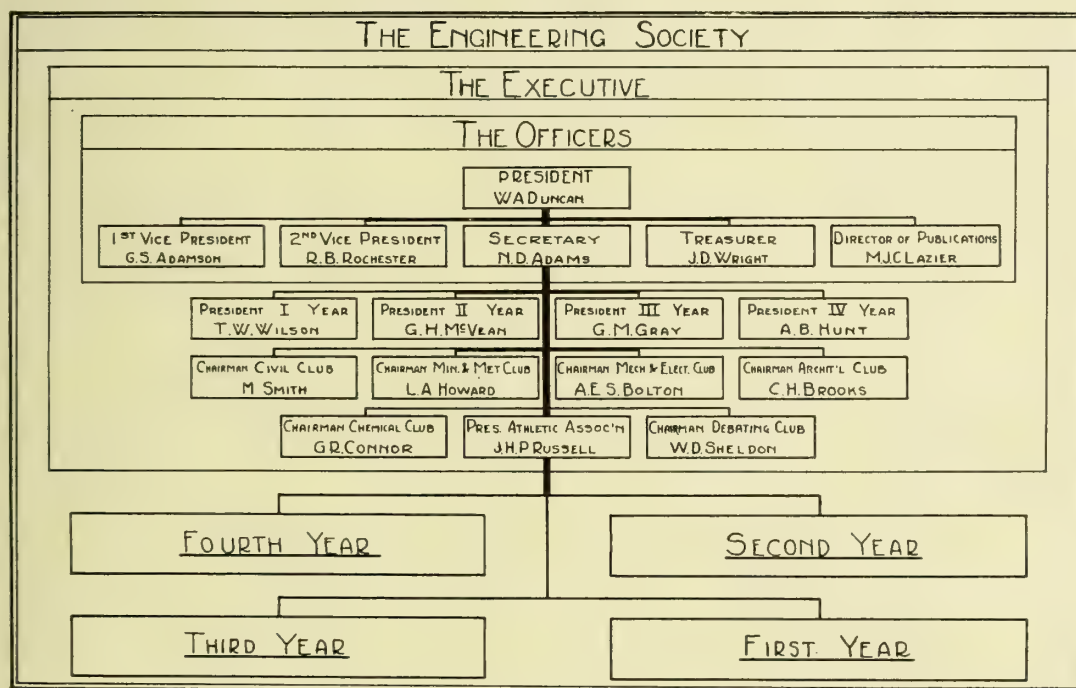 THE ENGINEERING SOCIETY
THE EXECUTIVE
THE OFFICERS
PRESIDENT
W.A DUNCAN
1ST VICE PRESIDENT
G.S. ADAMSON
2ND VICE PRESIDENT
R.B. ROCHESTER
SECRETARY
N.D. ADAMS
TREASURER
J.D. WRIGHT
DIRECTOR OF PUBLICATIONS
M.J.C LAZIER
PRESIDENT I YEAR
T.W. WILSON
PRESIDENT II YEAR
G.H. McVEAN
PRESIDENT III YEAR
G.M. GRAY
PRESIDENT IV YEAR
A.B. HUNT
CHAIRMAN CIVIL CLUB
M SMITH
CHAIRMAN MIN. & MET CLUB
L.A HOWARD
CHAIRMAN MECH & ELECT. CLUB
A.E S. BOLTON
CHAIRMAN ARCHIT'L CLUB
C.H. BROOKS
CHAIRMAN CHEMICAL CLUB
G.R. CONNOR
PRES. ATHLETIC ASSOC'N
J.H.P RUSSELL
CHAIRMAN DEBATING CLUB
W.D. SHELDON
FOURTH YEAR
SECOND YEAR
THIRD YEAR
FIRST YEAR